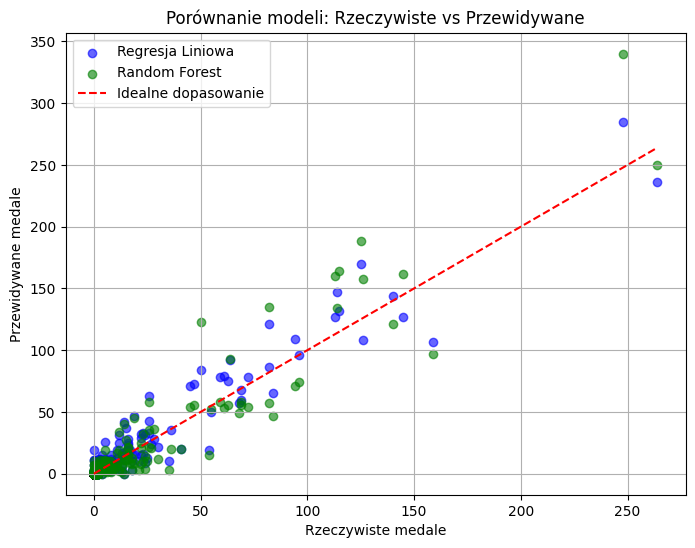 Porównanie modeli: Rzeczywiste vs Przewidywane
Regresja Liniowa
Random Forest
Idealne dopasowanie
350
300
250
200
150
100
50
0
Przewidywane medale
0 50 100 150 200 250
Rzeczywiste medale